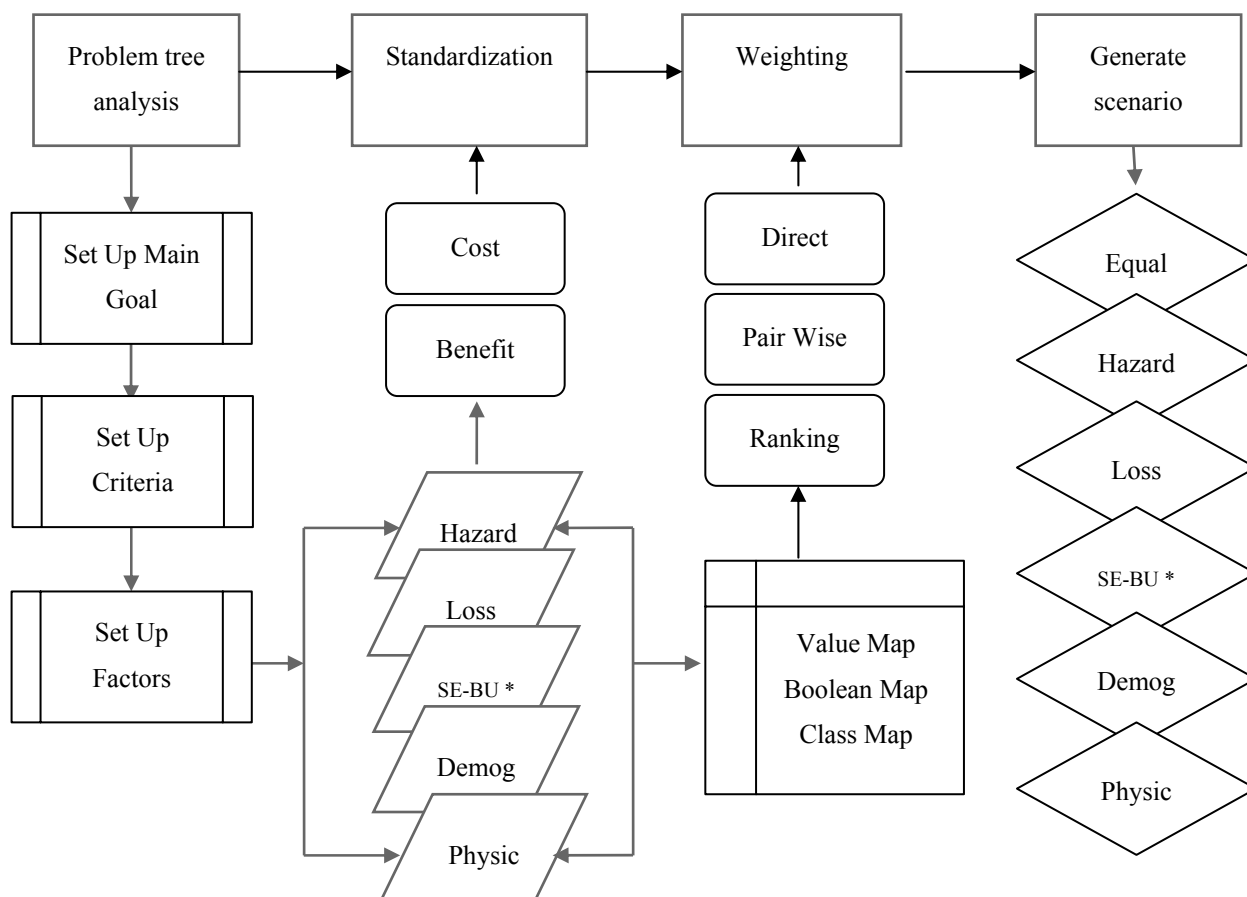 Problem tree
analysis
Standardization
Weighting
Generate
scenario
Set Up Main
Goal
Set Up
Criteria
Set Up
Factors
Cost
Benefit
Hazard
Loss
SE-BU *
Demog
Physic
Direct
Pair Wise
Ranking
Value Map
Boolean Map
Class Map
Equal
Hazard
Loss
SE-BU *
Demog
Physic